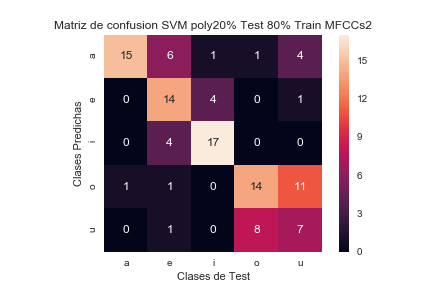 Matriz de confusion SVM poly20% Test 80% Train MFCCs2
a 15 6 1 1 4
e 0 14 4 0 1
i 0 4 17 0 0
o 1 1 0 14 11
u 0 1 0 8 7
a e i o u
Clases de Test
Clases Predichas
15
12
9
6
3
0